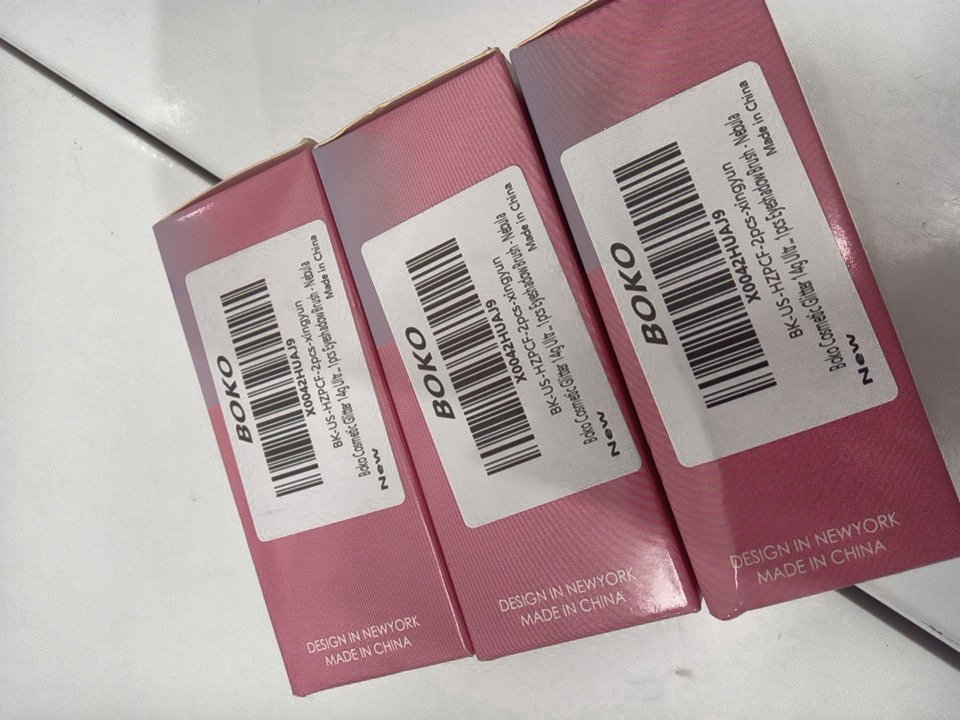 BOKO
X0042HUAJ9
BK-US-HZPCF-2pcs-xingyun
Boko Cosmetic Glitter 14g Ultr... 1pcs Eyeshadow Brush - Nebula
New
Made in China
DESIGN IN NEWYORK
MADE IN CHINA
BOKO
X0042HUAJ9
BK-US-HZPCF-2pcs-xingyun
Boko Cosmetic Glitter 14g Ultr... 1pcs Eyeshadow Brush - Nebula
New
Made in China
DESIGN IN NEWYORK
MADE IN CHINA
BOKO
X0042HUAJ9
BK-US-HZPCF-2pcs-xingyun
Boko Cosmetic Glitter 14g Ultr... 1pcs Eyeshadow Brush - Nebula
New
Made in China
DESIGN IN NEWYORK
MADE IN CHINA